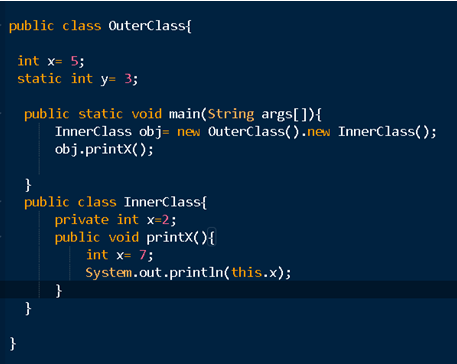 public class OuterClass{
int x= 5;
static int y= 3;
public static void main(String args[]){
InnerClass obj= new OuterClass().new InnerClass();
obj.printX();
}
public class InnerClass{
private int x=2;
public void printX(){
int x= 7;
System.out.println(this.x);
}
}
}